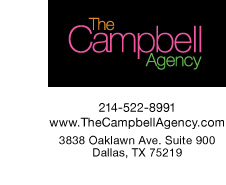 The
Campbell
Agency
214-522-8991
www.TheCampbellAgency.com
3838 Oaklawn Ave. Suite 900
Dallas, TX 75219